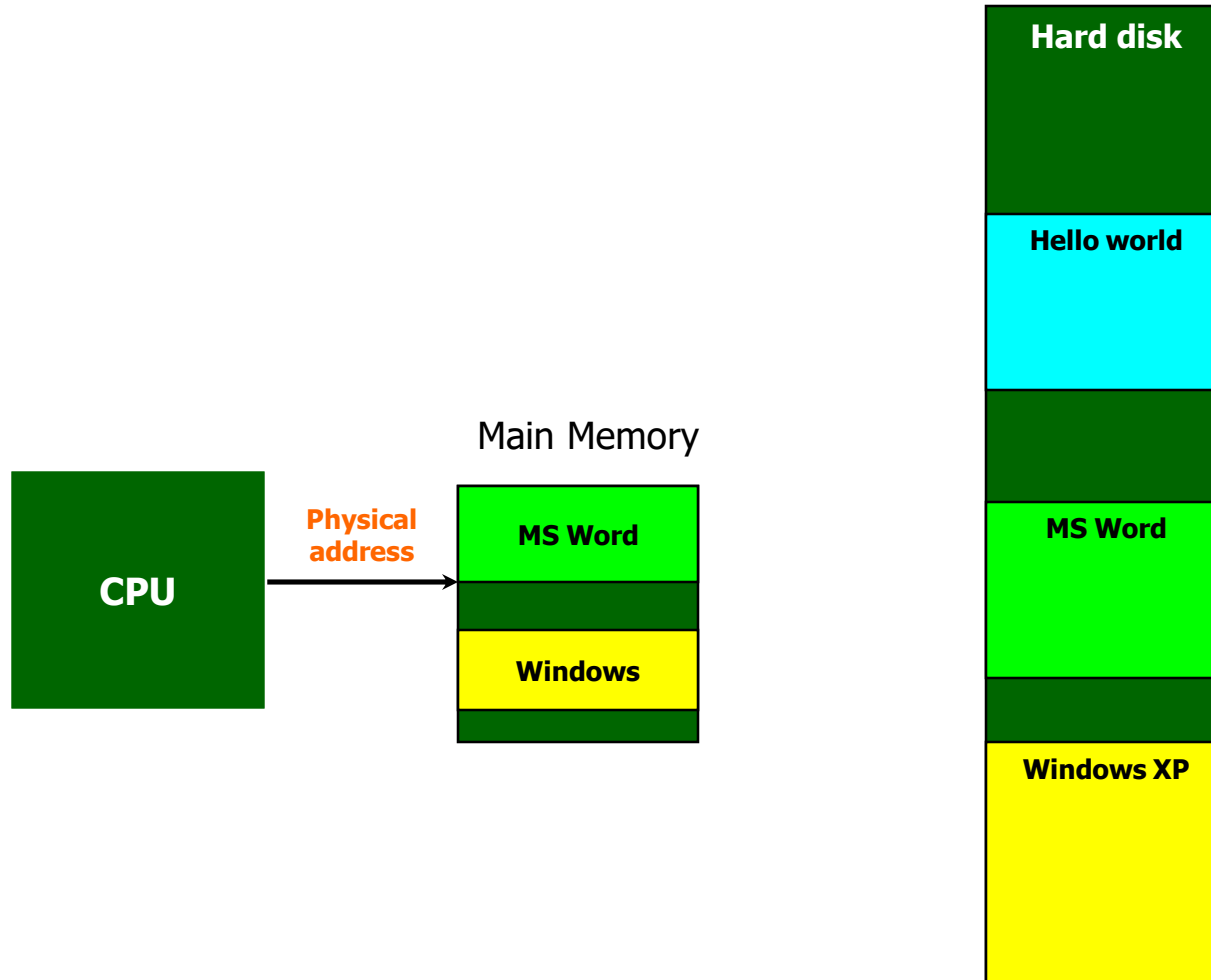 Hard disk
Hello world
Main Memory
CPU
Physical
address
MS Word
Windows
MS Word
Windows XP